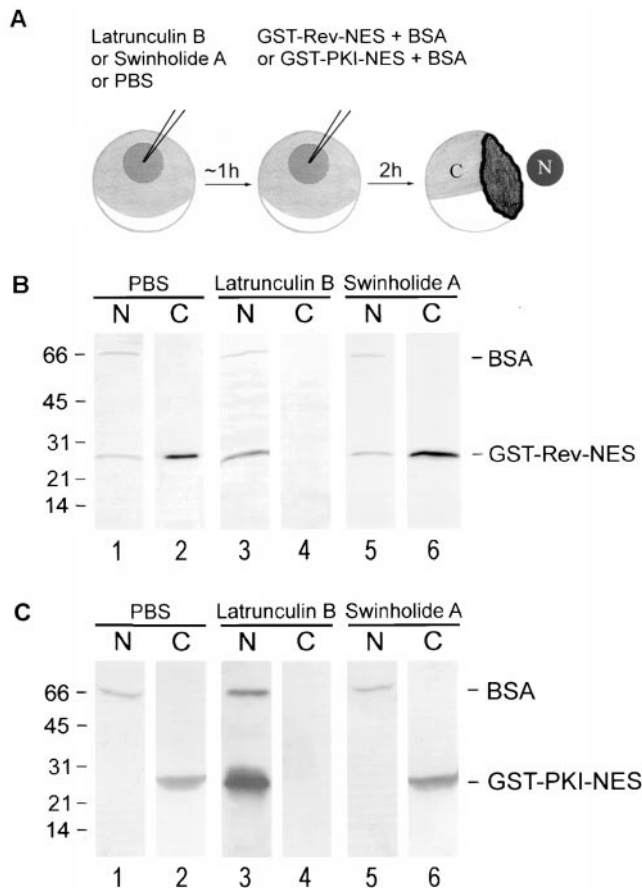 A
Latrunculin B
or Swinholide A
or PBS
GST-Rev-NES + BSA
or GST-PKI-NES + BSA
~1h
2h
C
N
B
PBS
Latrunculin B
Swinholide A
N C N C N C
66
45
31
21
14
BSA
GST-Rev-NES
1 2 3 4 5 6
C
PBS
Latrunculin B
Swinholide A
N C N C N C
66
45
31
21
14
BSA
GST-PKI-NES
1 2 3 4 5 6